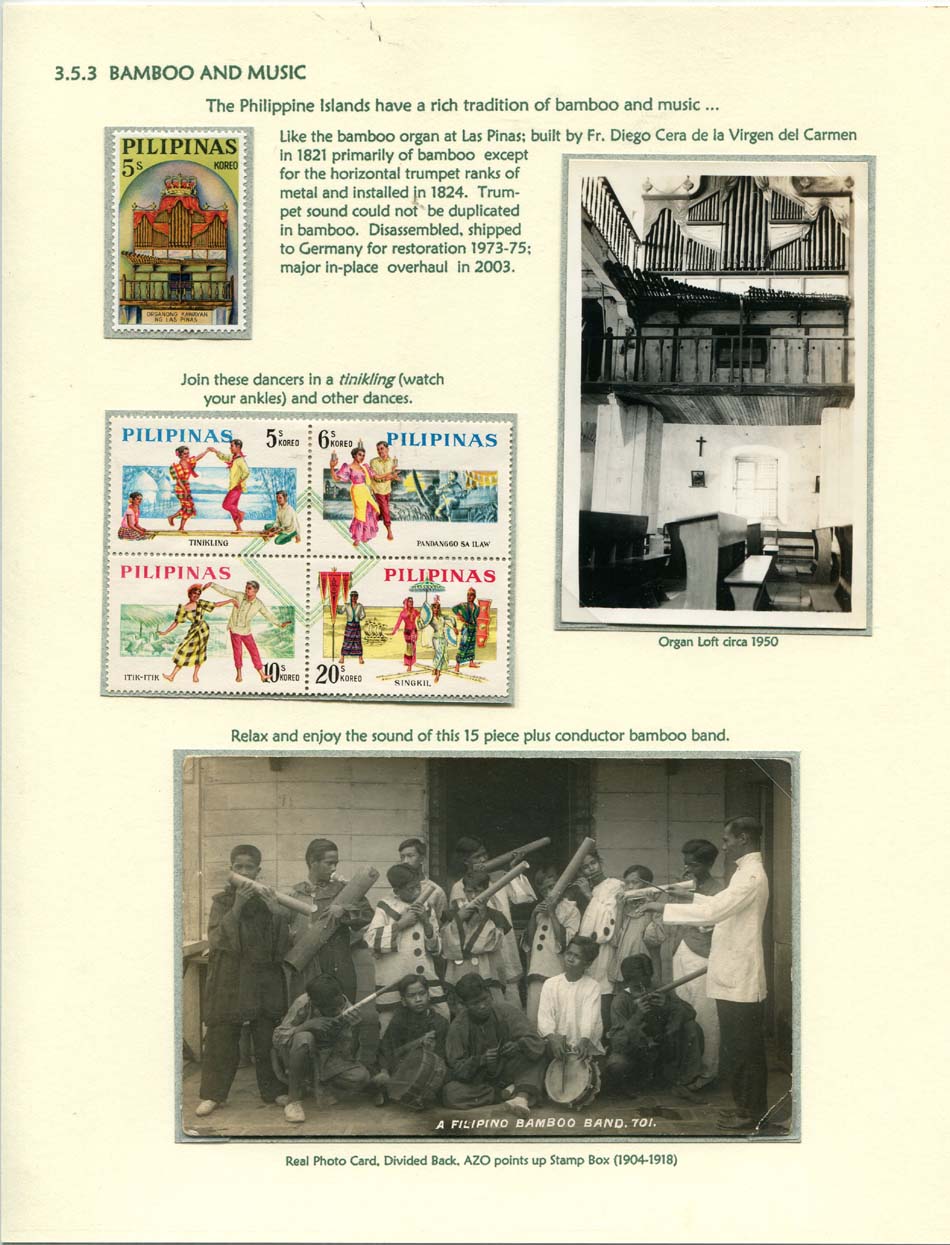 3.5.3 BAMBOO AND MUSIC
The Philippine Islands have a rich tradition of bamboo and music ...
PILIPINAS
5s KOREO
ORGANONG KAWAYAN
NG LAS PIÑAS
Like the bamboo organ at Las Pinas; built by Fr. Diego Cera de la Virgen del Carmen
in 1821 primarily of bamboo except
for the horizontal trumpet ranks of
metal and installed in 1824. Trum-
pet sound could not be duplicated
in bamboo. Disassembled, shipped
to Germany for restoration 1973-75;
major in-place overhaul in 2003.
Organ Loft circa 1950
Join these dancers in a tinikling (watch
your ankles) and other dances.
PILIPINAS 5s KOREO
TINIKLING
6s KOREO PILIPINAS
PANDANGGO SA ILAW
PILIPINAS
ITIK-ITIK 10s KOREO
PILIPINAS
20s KOREO SINGKIL
Relax and enjoy the sound of this 15 piece plus conductor bamboo band.
A FILIPINO BAMBOO BAND. 701.
Real Photo Card, Divided Back, AZO points up Stamp Box (1904-1918)